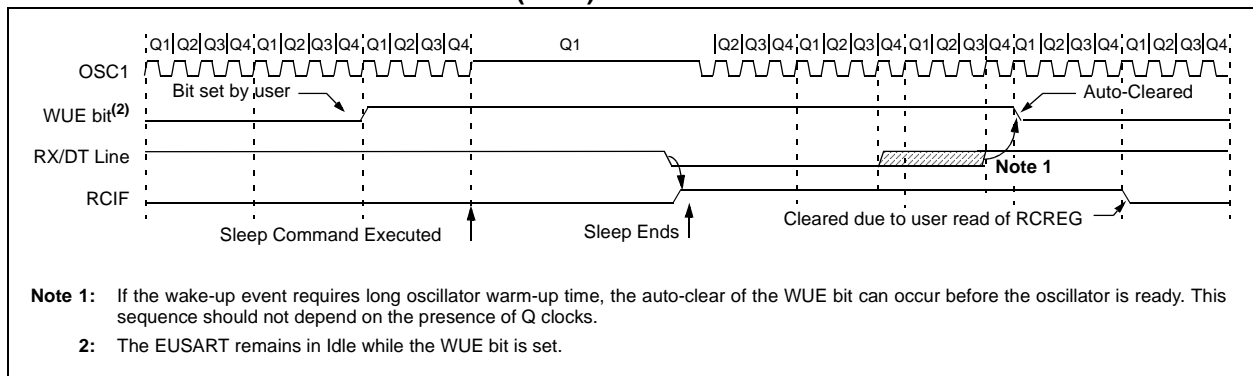 Q1 Q2 Q3 Q4 Q1 Q2 Q3 Q4 Q1 Q2 Q3 Q4 Q1 Q2 Q3 Q4 Q1 Q2 Q3 Q4 Q1 Q2 Q3 Q4 Q1 Q2 Q3 Q4 Q1 Q2 Q3 Q4
OSC1
Bit set by user
Auto-Cleared
WUE bit(2)
RX/DT Line
Note 1
RCIF
Cleared due to user read of RCREG
Sleep Command Executed
Sleep Ends
Note 1: If the wake-up event requires long oscillator warm-up time, the auto-clear of the WUE bit can occur before the oscillator is ready. This
sequence should not depend on the presence of Q clocks.
2: The EUSART remains in Idle while the WUE bit is set.